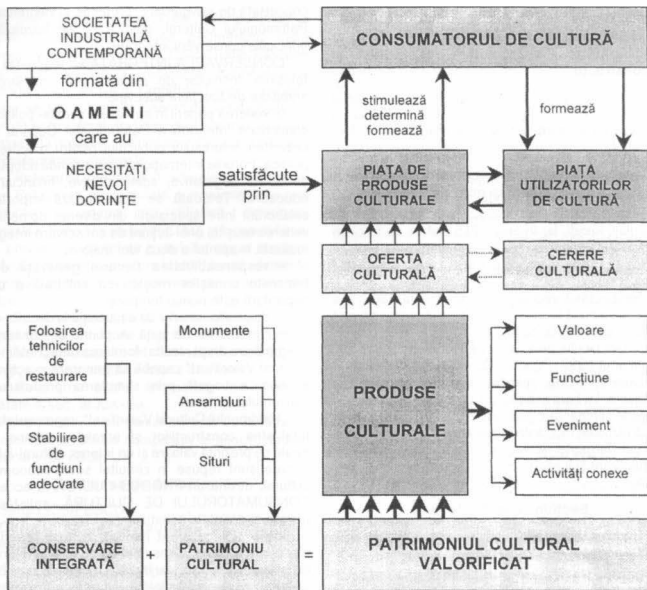 SOCIETATEA
INDUSTRIALĂ
CONTEMPORANĂ
CONSUMATORUL DE CULTURĂ
formată din
OAMENI
care au
NECESITĂȚI
NEVOI
DORINȚE
satisfăcute
prin
stimulează
determină
formează
formează
PIAȚA DE
PRODUSE
CULTURALE
PIAȚA
UTILIZATORILOR
DE CULTURĂ
OFERTA
CULTURALĂ
CERERE
CULTURALĂ
Folosirea
tehnicilor
de
restaurare
Stabilirea
de
funcțiuni
adecvate
Monumente
Ansambluri
Situri
PRODUSE
CULTURALE
Valoare
Funcțiune
Eveniment
Activități conexe
CONSERVARE
INTEGRATĂ
+
PATRIMONIU
CULTURAL
=
PATRIMONIUL CULTURAL
VALORIFICAT